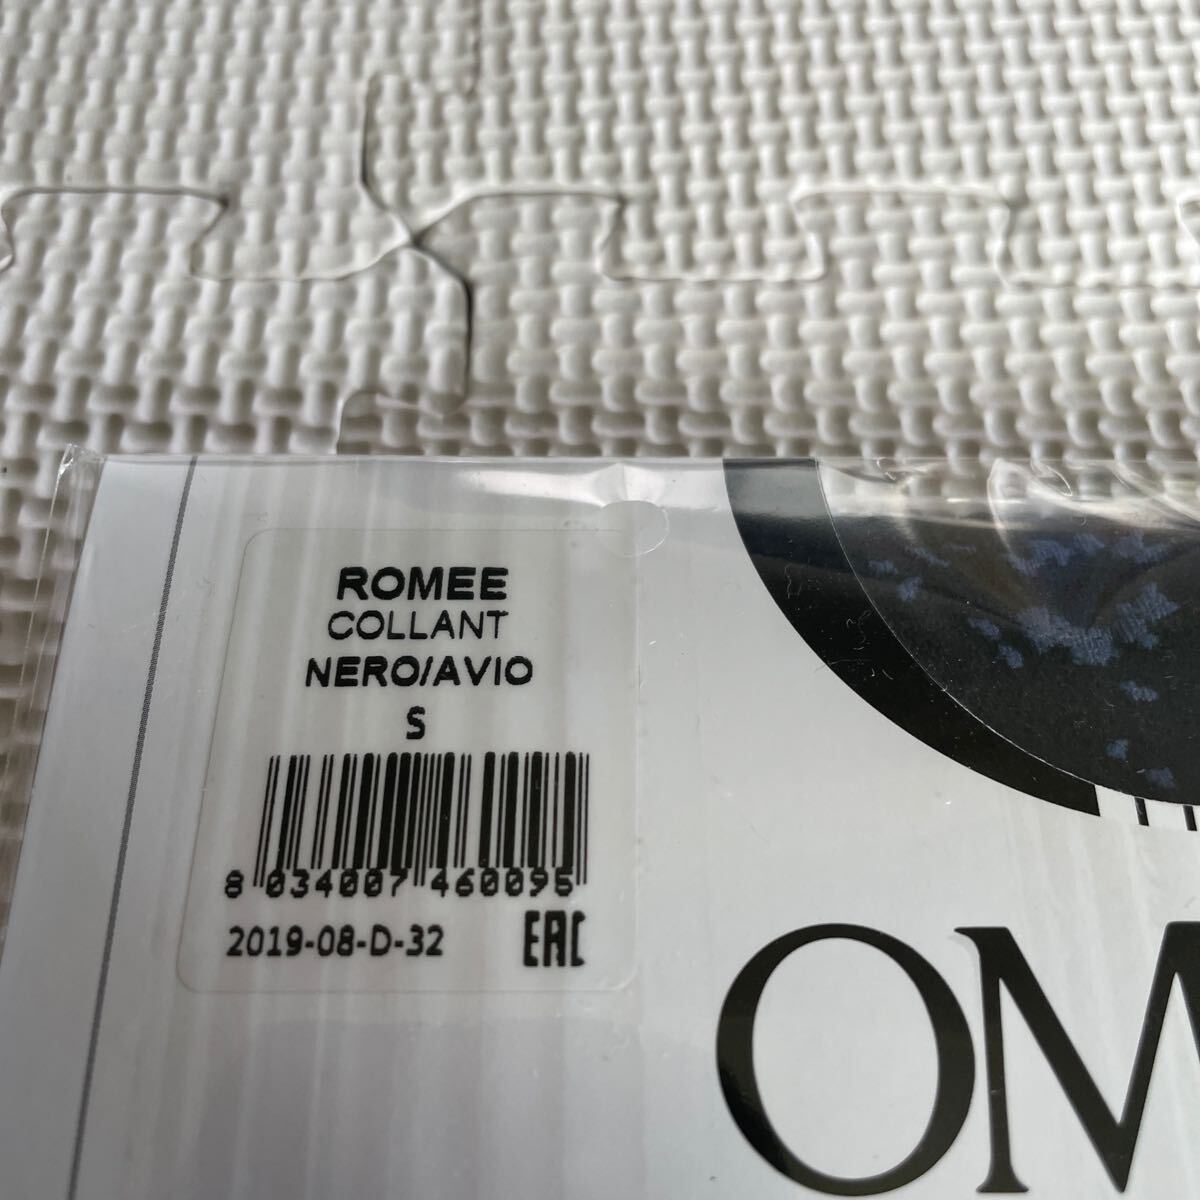 ROMEE
COLLANT
NERO/AVIO
S
8 034007 460095
2019-08-D-32 EAC
OM